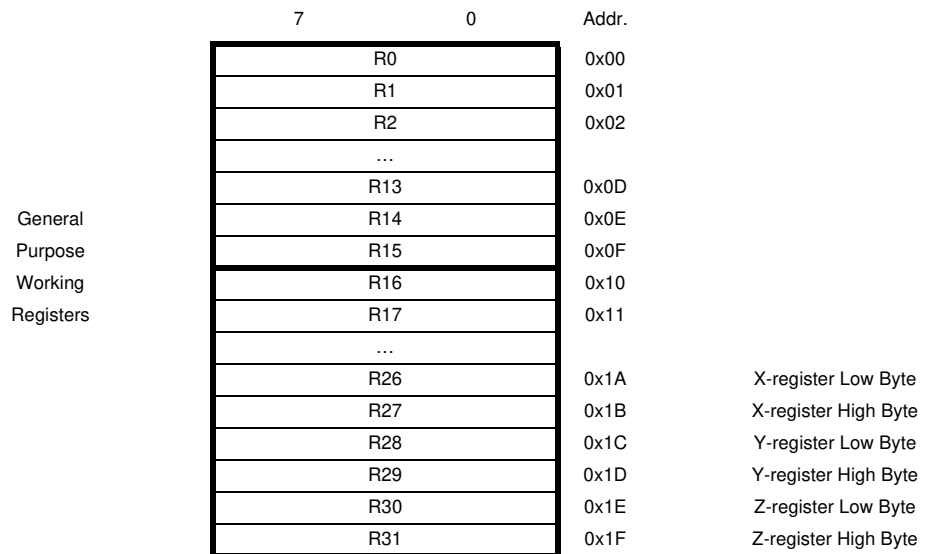 7 0 Addr.
R0 0x00
R1 0x01
R2 0x02
…
R13 0x0D
General R14 0x0E
Purpose R15 0x0F
Working R16 0x10
Registers R17 0x11
…
R26 0x1A X-register Low Byte
R27 0x1B X-register High Byte
R28 0x1C Y-register Low Byte
R29 0x1D Y-register High Byte
R30 0x1E Z-register Low Byte
R31 0x1F Z-register High Byte